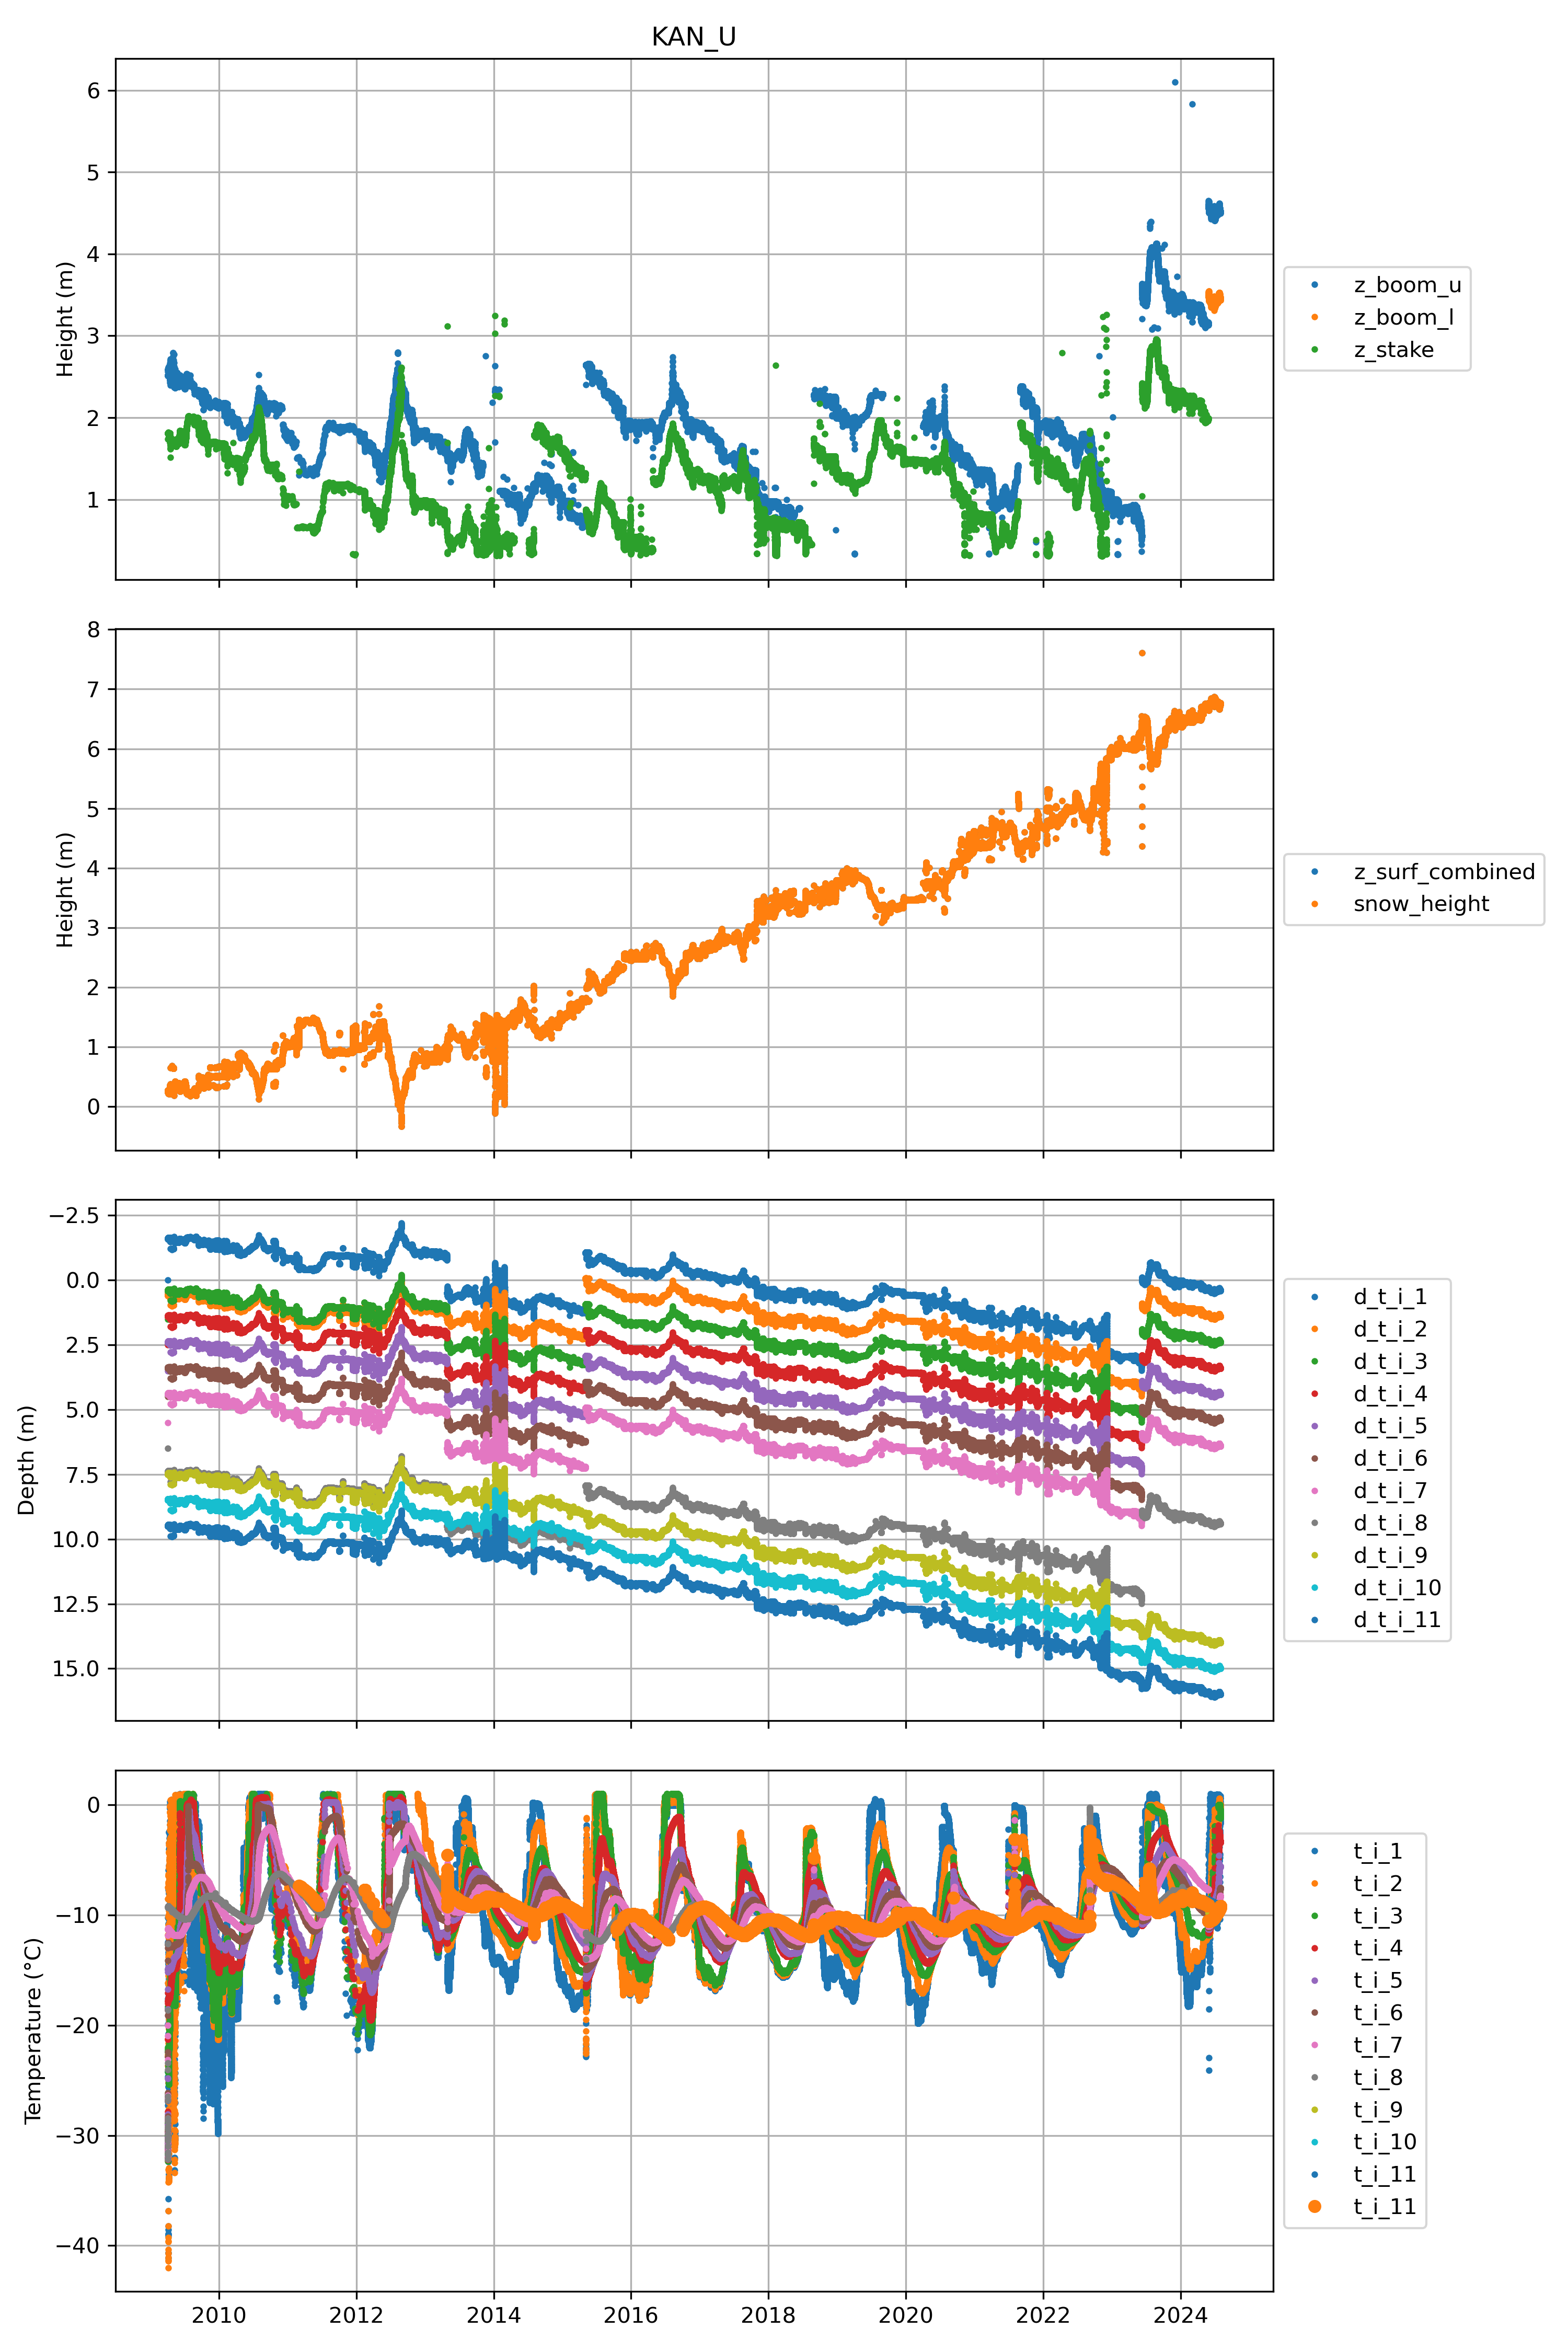 KAN_U
6
5
4
3
2
1
Height (m)
z_boom_u
z_boom_l
z_stake
8
7
6
5
4
3
2
1
0
Height (m)
z_surf_combined
snow_height
−2.5
0.0
2.5
5.0
7.5
10.0
12.5
15.0
Depth (m)
d_t_i_1
d_t_i_2
d_t_i_3
d_t_i_4
d_t_i_5
d_t_i_6
d_t_i_7
d_t_i_8
d_t_i_9
d_t_i_10
d_t_i_11
0
−10
−20
−30
−40
Temperature (°C)
t_i_1
t_i_2
t_i_3
t_i_4
t_i_5
t_i_6
t_i_7
t_i_8
t_i_9
t_i_10
t_i_11
t_i_11
2010 2012 2014 2016 2018 2020 2022 2024